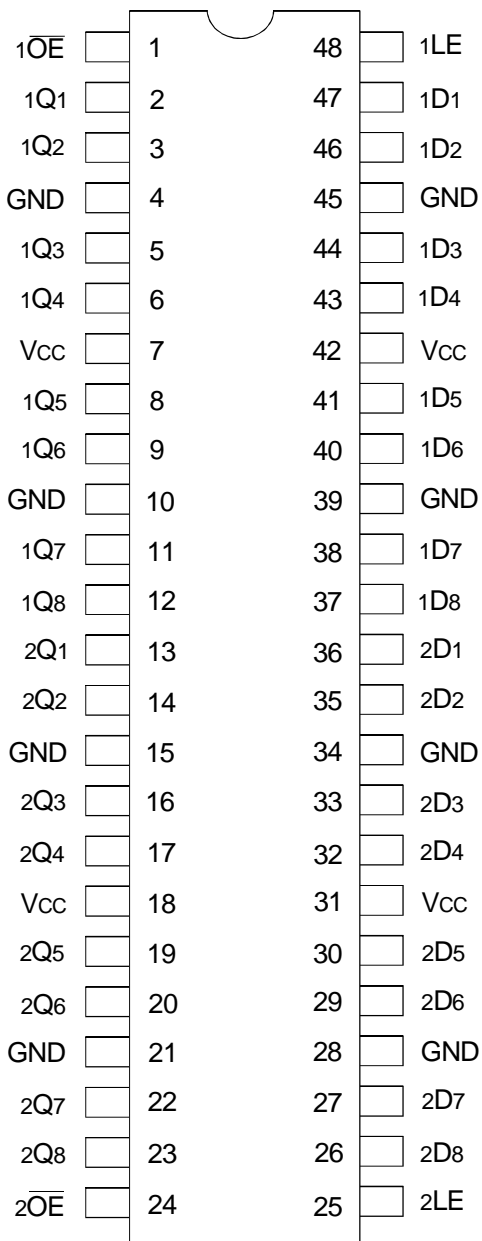 1O̅E̅ 1 48 1LE
1Q1 2 47 1D1
1Q2 3 46 1D2
GND 4 45 GND
1Q3 5 44 1D3
1Q4 6 43 1D4
VCC 7 42 VCC
1Q5 8 41 1D5
1Q6 9 40 1D6
GND 10 39 GND
1Q7 11 38 1D7
1Q8 12 37 1D8
2Q1 13 36 2D1
2Q2 14 35 2D2
GND 15 34 GND
2Q3 16 33 2D3
2Q4 17 32 2D4
VCC 18 31 VCC
2Q5 19 30 2D5
2Q6 20 29 2D6
GND 21 28 GND
2Q7 22 27 2D7
2Q8 23 26 2D8
2O̅E̅ 24 25 2LE